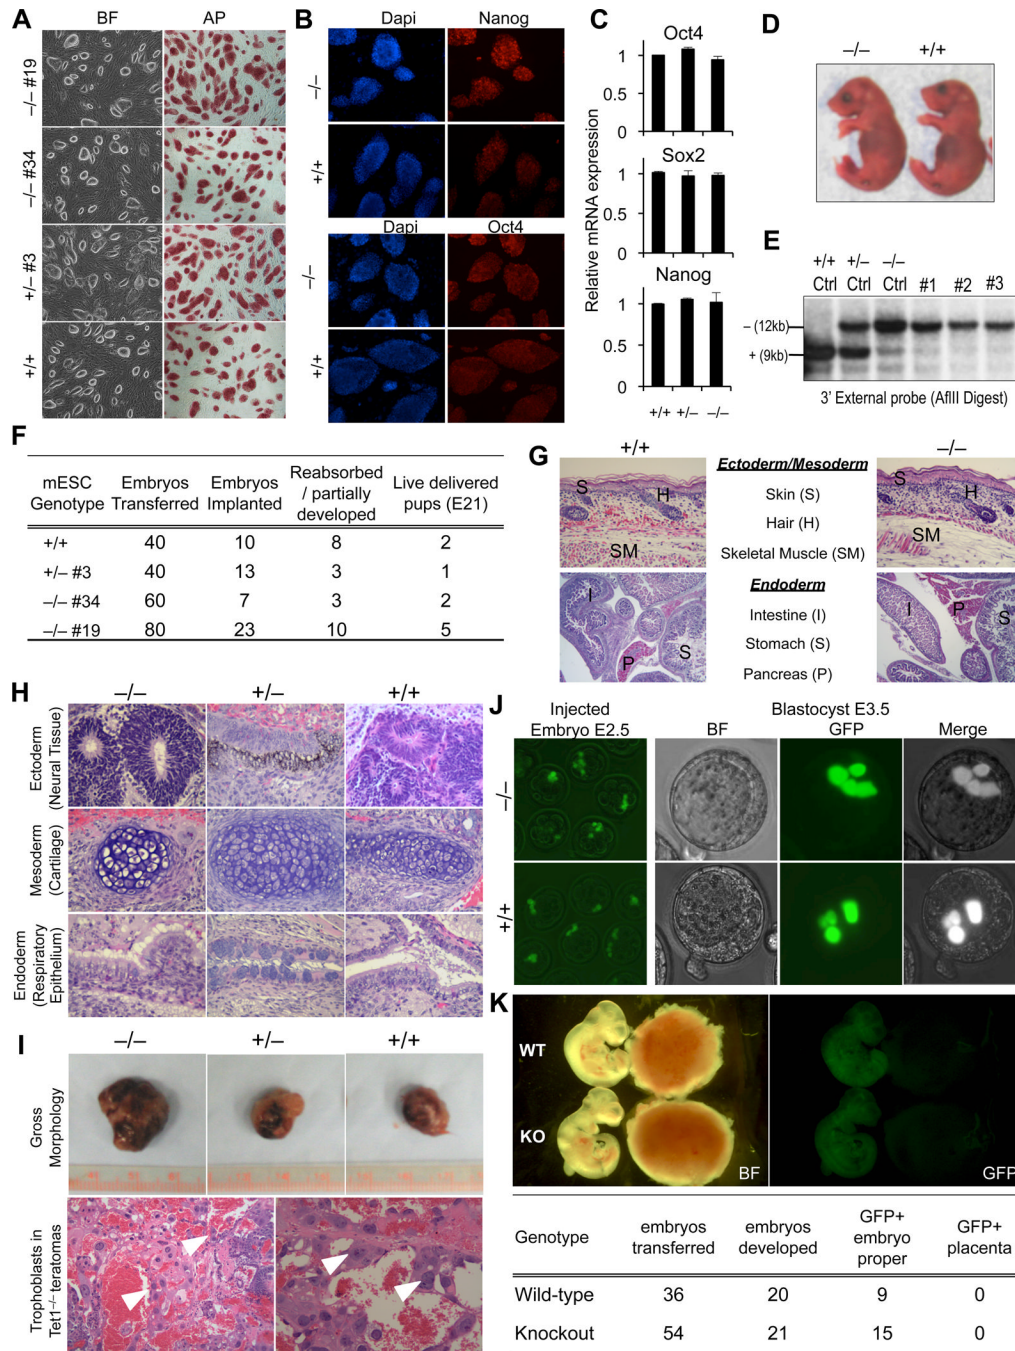 A
BF
AP
–/– #19
–/– #34
+/– #3
+/+
B
Dapi
Nanog
–/–
+/+
Dapi
Oct4
–/–
+/+
C
Relative mRNA expression
Oct4
1
0.5
1
Sox2
1
0.5
0
Nanog
1
0.5
0
+/+ +/– –/–
D
–/– +/+
E
+/+ +/– –/–
Ctrl Ctrl Ctrl #1 #2 #3
– (12kb)
+ (9kb)
3' External probe (AflII Digest)
F
mESC Genotype
Embryos Transferred
Embryos Implanted
Reabsorbed / partially developed
Live delivered pups (E21)
+/+ 40 10 8 2
+/– #3 40 13 3 1
–/– #34 60 7 3 2
–/– #19 80 23 10 5
G
+/+
–/–
S
H
SM
Ectoderm/Mesoderm
Skin (S)
Hair (H)
Skeletal Muscle (SM)
S
H
SM
I
P
S
Endoderm
Intestine (I)
Stomach (S)
Pancreas (P)
I
P
S
H
–/– +/– +/+
Ectoderm
(Neural Tissue)
Mesoderm
(Cartilage)
Endoderm
(Respiratory
Epithelium)
I
–/– +/– +/+
Gross
Morphology
Trophoblasts in
Tet1–/– teratomas
J
Injected
Embryo E2.5
Blastocyst E3.5
BF GFP Merge
–/–
+/+
K
WT
KO
BF
GFP
Genotype
embryos transferred
embryos developed
GFP+ embryo proper
GFP+ placenta
Wild-type 36 20 9 0
Knockout 54 21 15 0